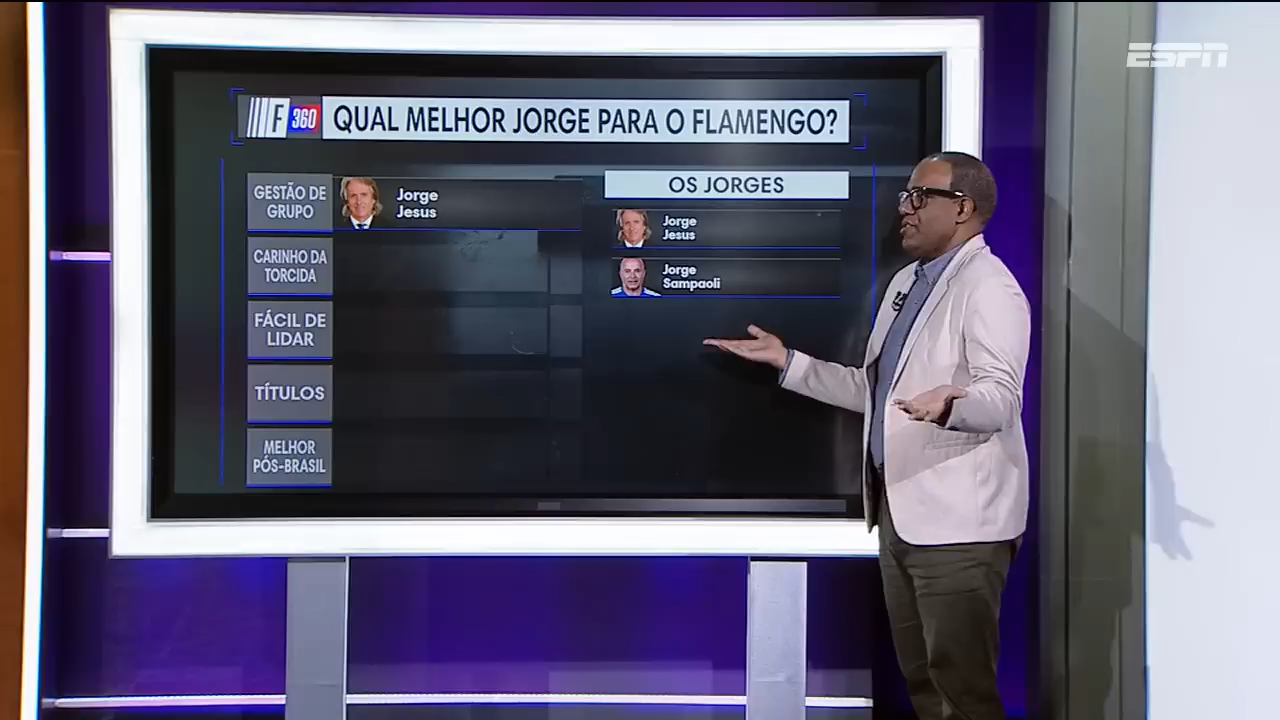 ESPN
F 360 QUAL MELHOR JORGE PARA O FLAMENGO?
GESTÃO DE
GRUPO
Jorge
Jesus
CARINHO DA
TORCIDA
FÁCIL DE
LIDAR
TÍTULOS
MELHOR
PÓS-BRASIL
OS JORGES
Jorge
Jesus
Jorge
Sampaoli